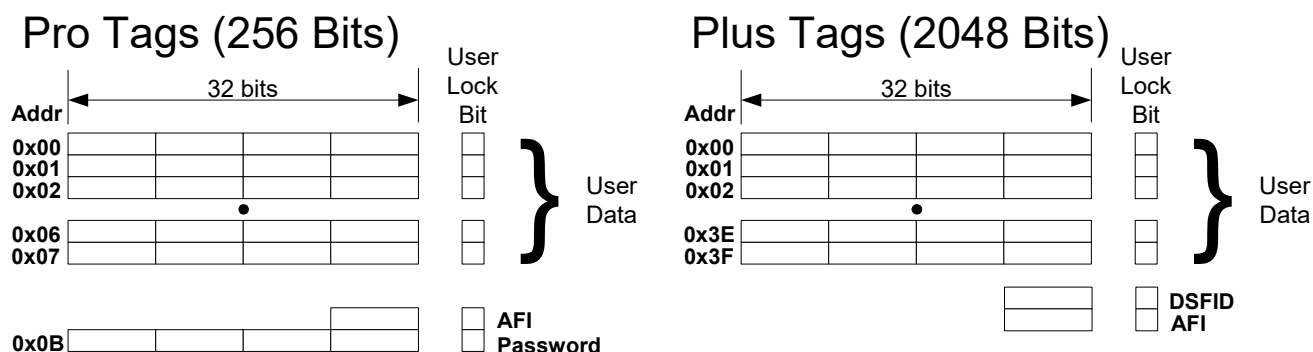 Pro Tags (256 Bits)
User
Lock
Bit
32 bits
Addr
0x00
0x01
0x02
0x06
0x07
User
Data
AFI
0x0B
Password
Plus Tags (2048 Bits)
User
Lock
Bit
32 bits
Addr
0x00
0x01
0x02
0x3E
0x3F
User
Data
DSFID
AFI